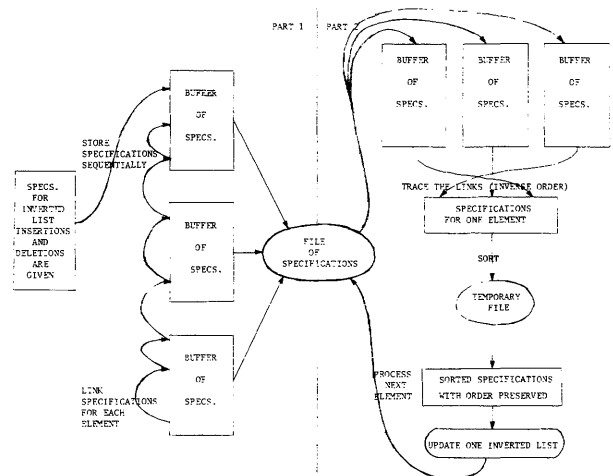 PART 1
PART 2
BUFFER
OF
SPECS.
STORE
SPECIFICATIONS
SEQUENTIALLY
SPECS.
FOR
INVERTED
LIST
INSERTIONS
AND
DELETIONS
ARE
GIVEN
BUFFER
OF
SPECS.
BUFFER
OF
SPECS.
LINK
SPECIFICATIONS
FOR EACH
ELEMENT
FILE
OF
SPECIFICATIONS
BUFFER
OF
SPECS.
BUFFER
OF
SPECS.
BUFFER
OF
SPECS.
TRACE THE LINKS (INVERSE ORDER)
SPECIFICATIONS
FOR ONE ELEMENT
SORT
TEMPORARY
FILE
PROCESS
NEXT
ELEMENT
SORTED SPECIFICATIONS
WITH ORDER PRESERVED
UPDATE ONE INVERTED LIST